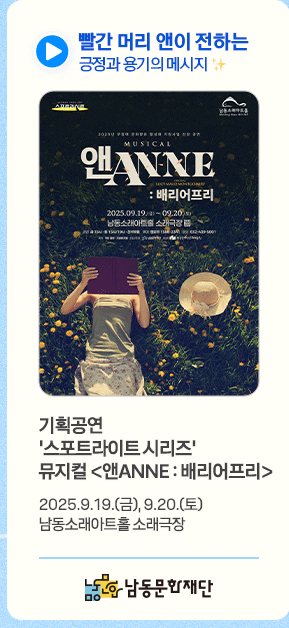 빨간 머리 앤이 전하는
긍정과 용기의 메시지 ✨
스포트라이트
남동소래아트홀
MUSICAL
앤ANNE
: 배리어프리
2025.09.19.(금) ~ 09.20.(토)
남동소래아트홀 소래극장
기획공연
'스포트라이트 시리즈'
뮤지컬 <앤ANNE : 배리어프리>
2025.9.19.(금), 9.20.(토)
남동소래아트홀 소래극장
남동문화재단